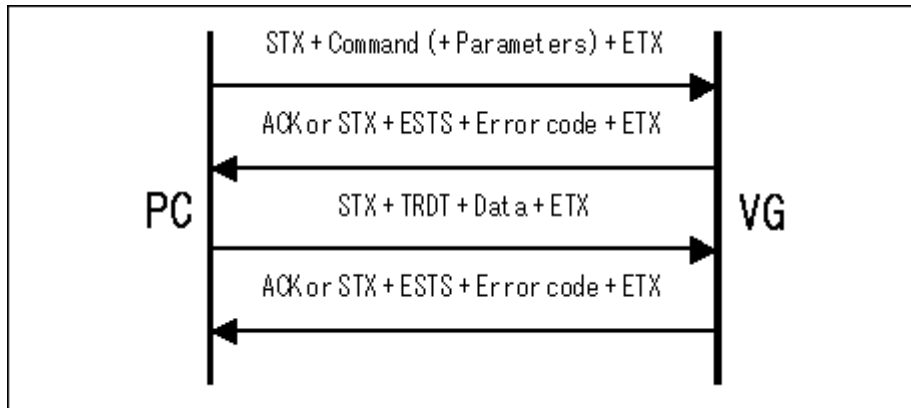 STX + Command (+ Parameters) + ETX
ACK or STX + ESTS + Error code + ETX
PC
STX + TRDT + Data + ETX
VG
ACK or STX + ESTS + Error code + ETX